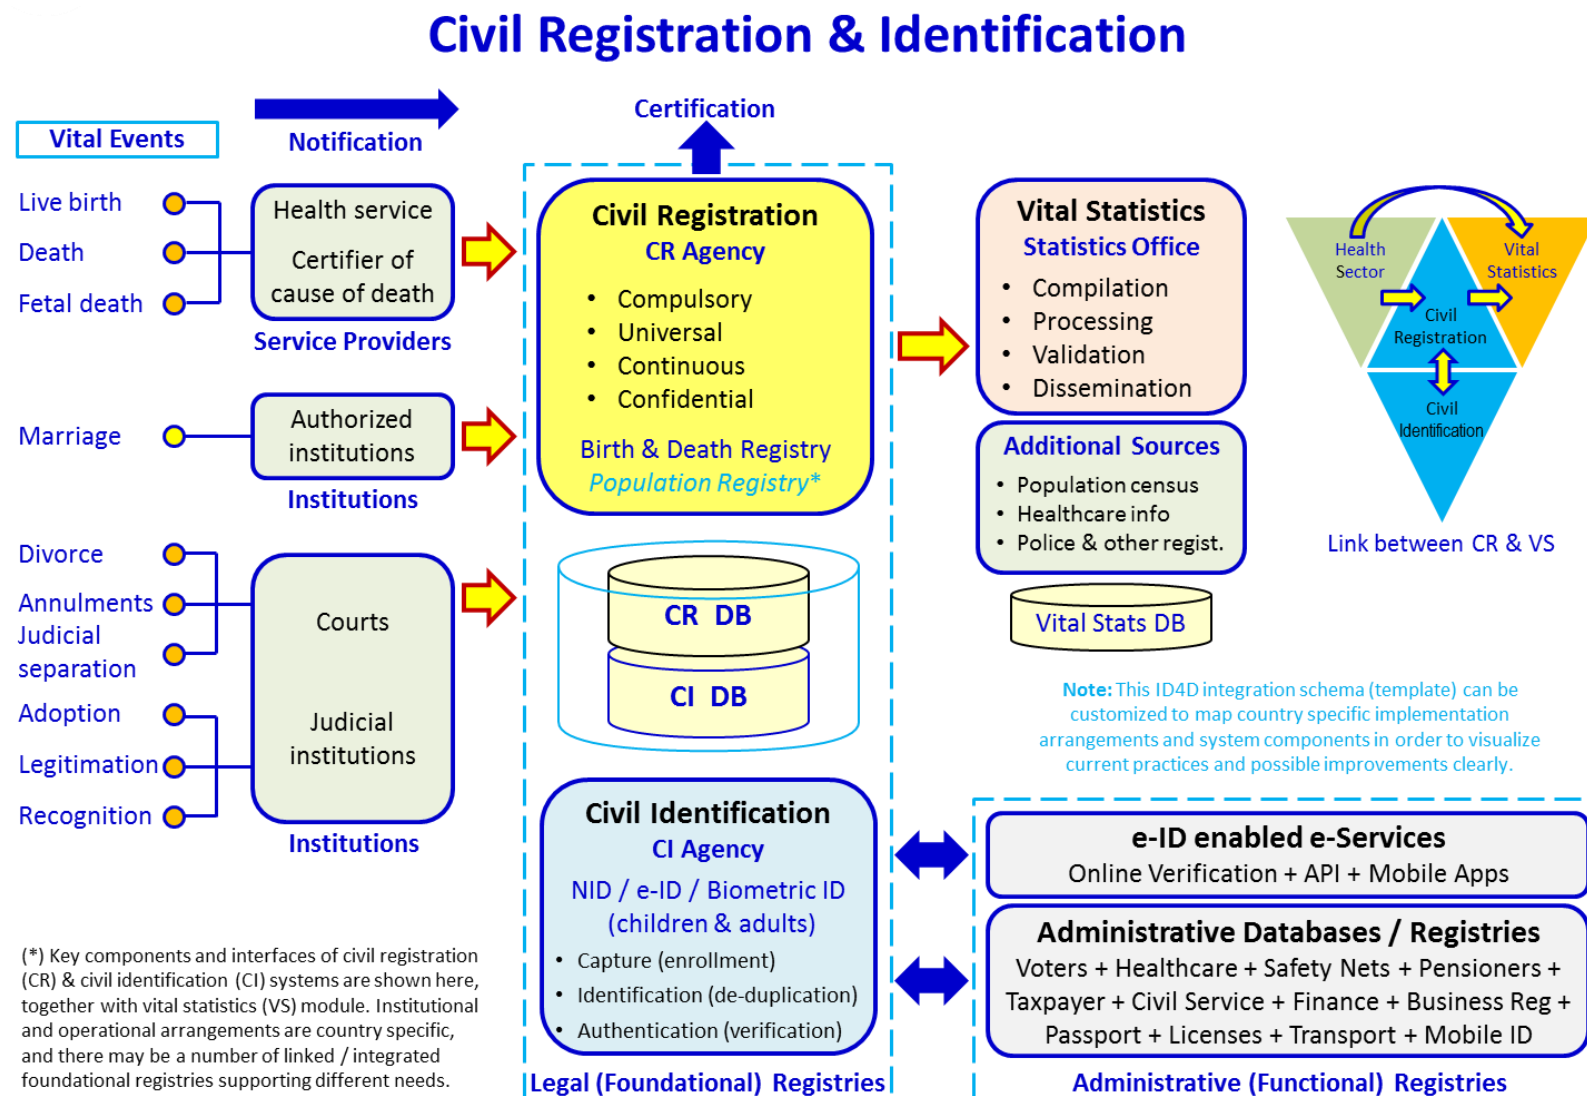 Civil Registration & Identification
Vital Events
Notification
Certification
Live birth
Death
Fetal death
Health service
Certifier of
cause of death
Service Providers
Marriage
Authorized
institutions
Institutions
Divorce
Annulments
Judicial
separation
Adoption
Legitimation
Recognition
Courts
Judicial
institutions
Institutions
(*) Key components and interfaces of civil registration
(CR) & civil identification (CI) systems are shown here,
together with vital statistics (VS) module. Institutional
and operational arrangements are country specific,
and there may be a number of linked / integrated
foundational registries supporting different needs.
Civil Registration
CR Agency
• Compulsory
• Universal
• Continuous
• Confidential
Birth & Death Registry
Population Registry*
CR DB
CI DB
Civil Identification
CI Agency
NID / e-ID / Biometric ID
(children & adults)
• Capture (enrollment)
• Identification (de-duplication)
• Authentication (verification)
Legal (Foundational) Registries
Vital Statistics
Statistics Office
• Compilation
• Processing
• Validation
• Dissemination
Additional Sources
• Population census
• Healthcare info
• Police & other regist.
Vital Stats DB
Health
Sector
Vital
Statistics
Civil
Registration
Civil
Identification
Link between CR & VS
Note: This ID4D integration schema (template) can be
customized to map country specific implementation
arrangements and system components in order to visualize
current practices and possible improvements clearly.
e-ID enabled e-Services
Online Verification + API + Mobile Apps
Administrative Databases / Registries
Voters + Healthcare + Safety Nets + Pensioners +
Taxpayer + Civil Service + Finance + Business Reg +
Passport + Licenses + Transport + Mobile ID
Administrative (Functional) Registries